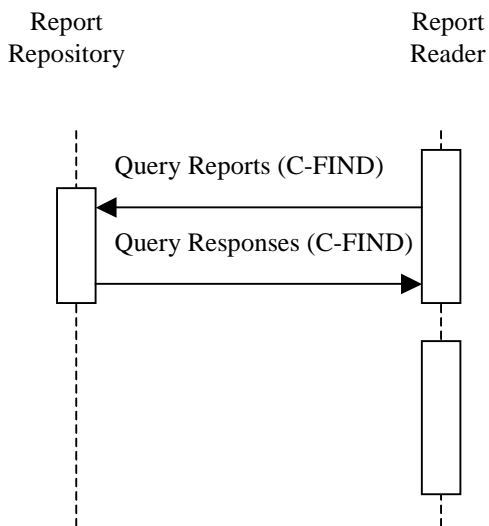 Report
Repository
Report
Reader
Query Reports (C-FIND)
Query Responses (C-FIND)